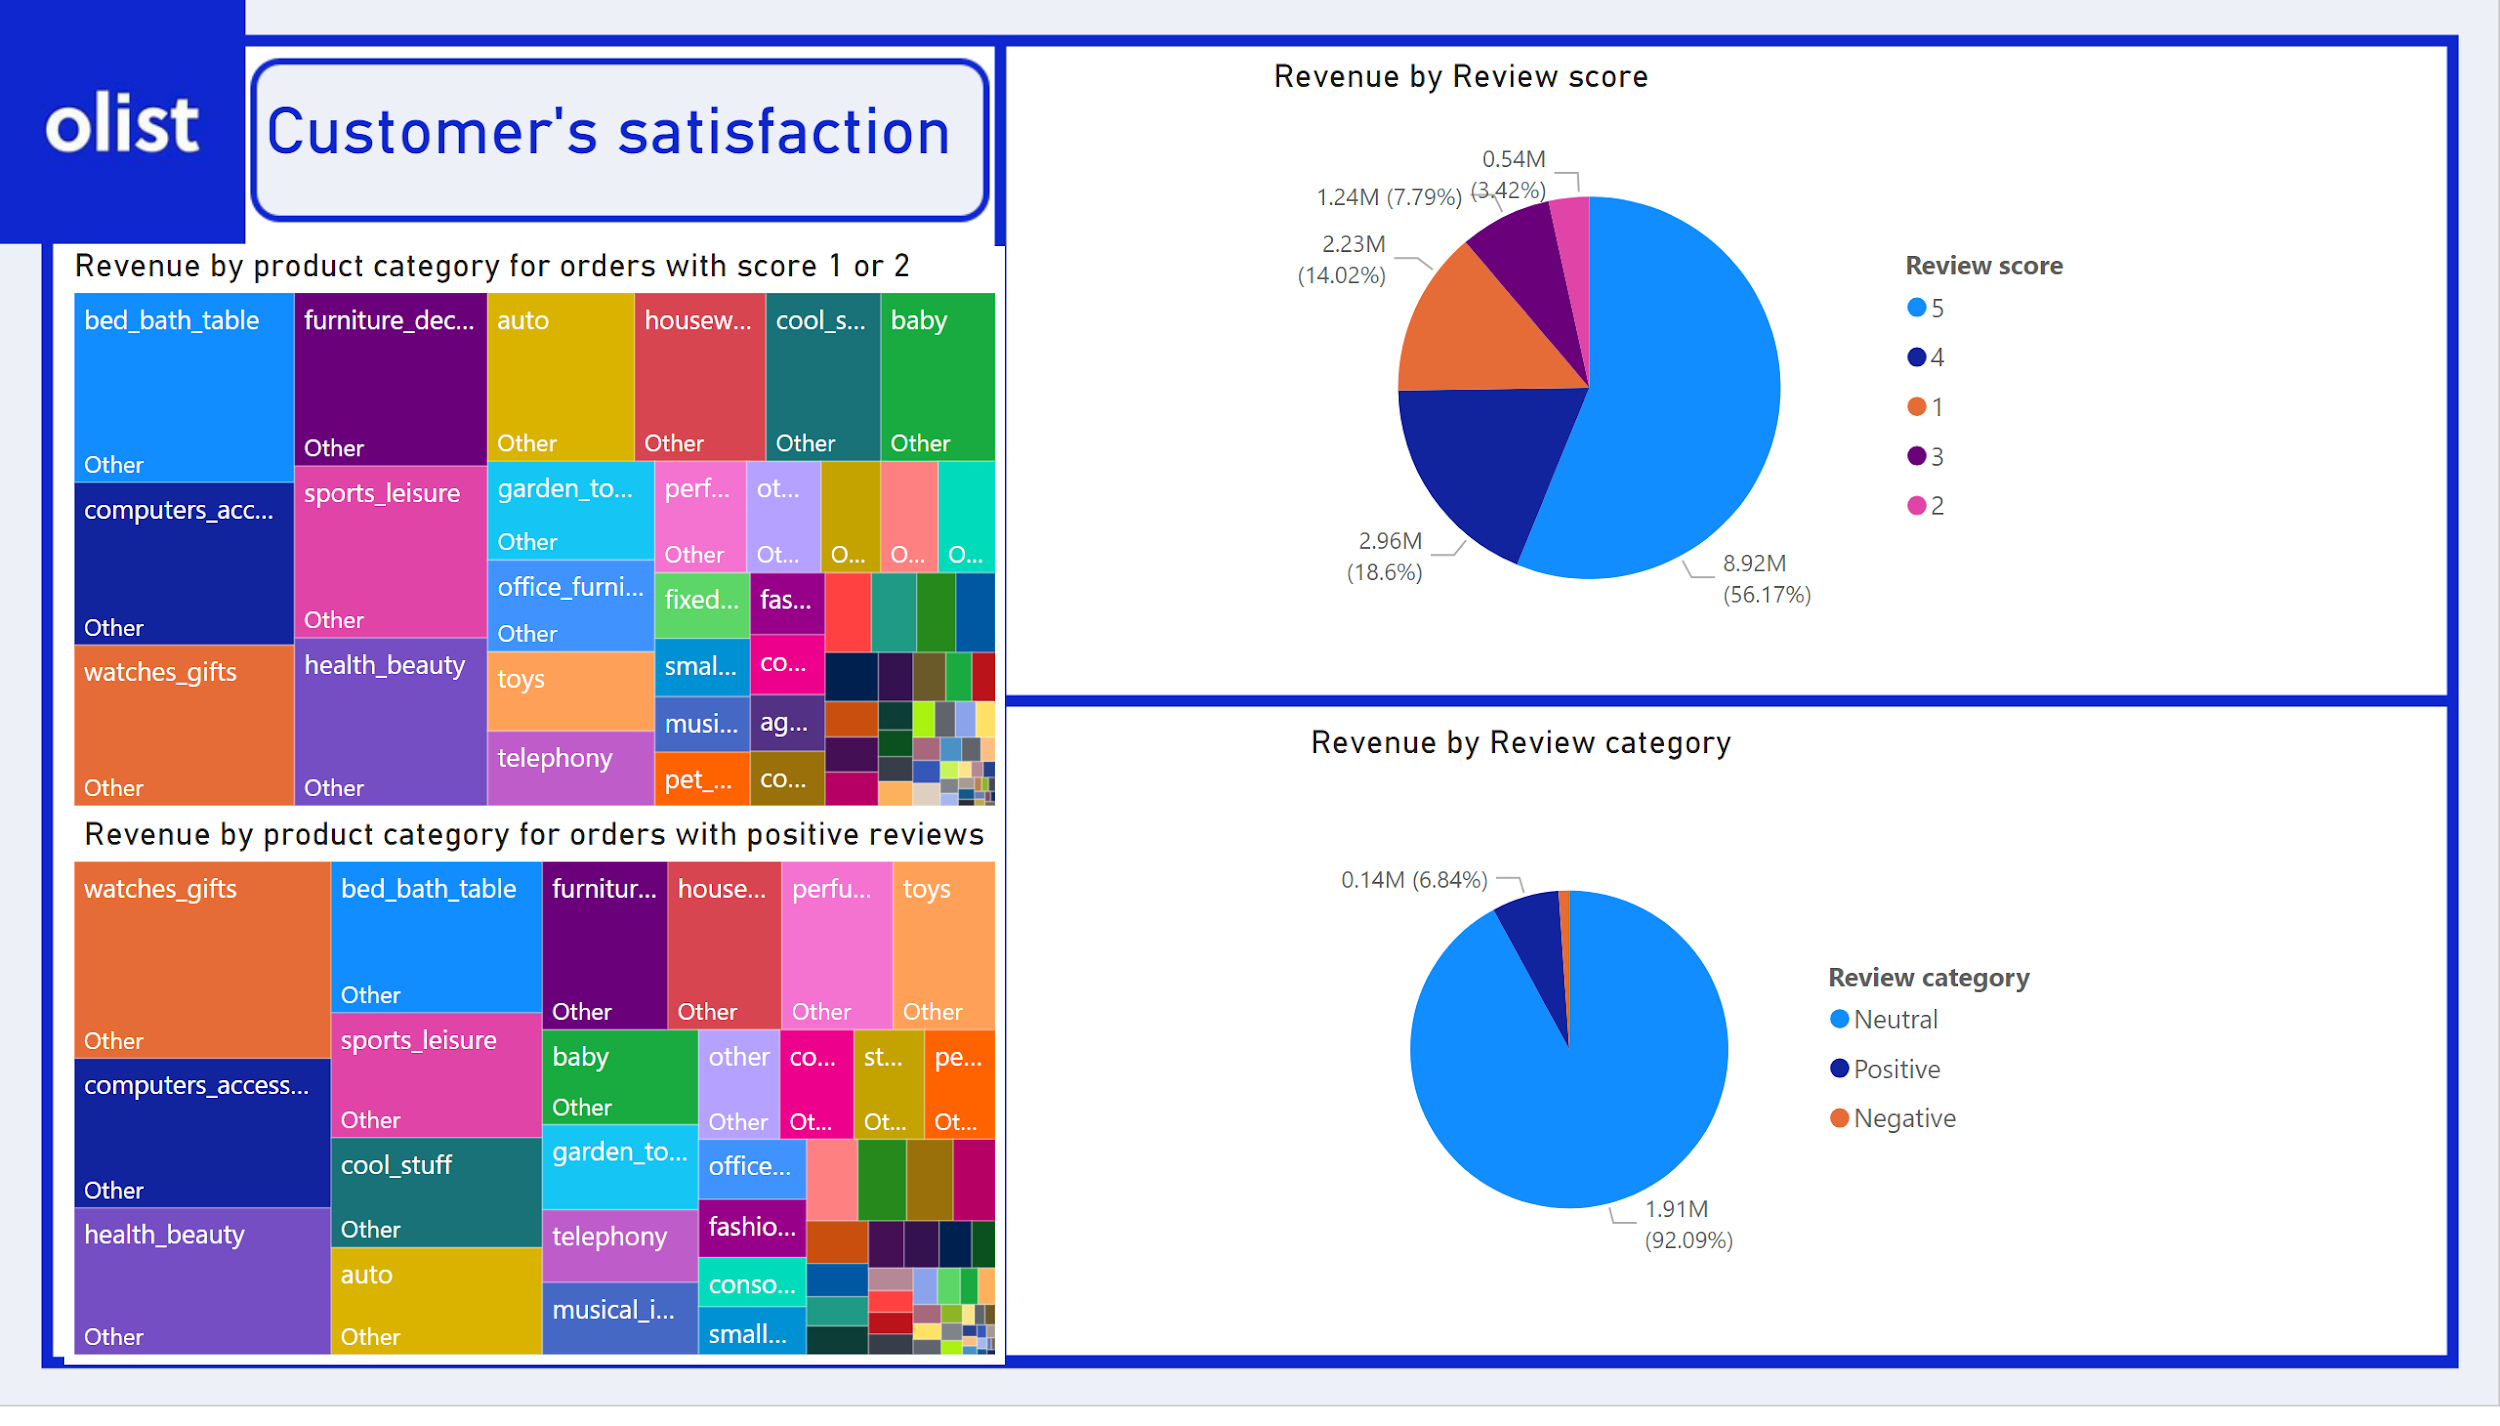 olist
Customer's satisfaction
Revenue by product category for orders with score 1 or 2
bed_bath_table
Other
computers_acc...
Other
watches_gifts
Other
furniture_dec...
Other
sports_leisure
Other
health_beauty
Other
auto
Other
housew...
Other
cool_s...
Other
baby
Other
garden_to...
Other
office_furni...
Other
toys
telephony
perf...
Other
ot...
Ot...
O...
O...
O...
fixed...
smal...
musi...
pet_...
fas...
co...
ag...
co...
Revenue by product category for orders with positive reviews
watches_gifts
Other
computers_access...
Other
health_beauty
Other
bed_bath_table
Other
sports_leisure
Other
cool_stuff
Other
auto
Other
furnitur...
Other
house...
Other
perfu...
Other
toys
Other
baby
Other
garden_to...
telephony
musical_i...
other
Other
co...
Ot...
st...
Ot...
pe...
Ot...
office...
fashio...
conso...
small...
Revenue by Review score
0.54M
(3.42%)
1.24M (7.79%)
2.23M
(14.02%)
2.96M
(18.6%)
8.92M
(56.17%)
Review score
5
4
1
3
2
Revenue by Review category
0.14M (6.84%)
1.91M
(92.09%)
Review category
Neutral
Positive
Negative